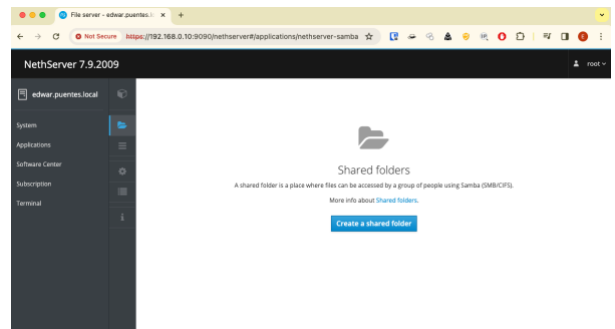 File server - edwar.puentes.l
Not Secure https://192.168.0.10:9090/nethserver#/applications/nethserver-samba
NethServer 7.9.2009
root
edwar.puentes.local
System
Applications
Software Center
Subscription
Terminal
Shared folders
A shared folder is a place where files can be accessed by a group of people using Samba (SMB/CIFS).
More info about Shared folders.
Create a shared folder